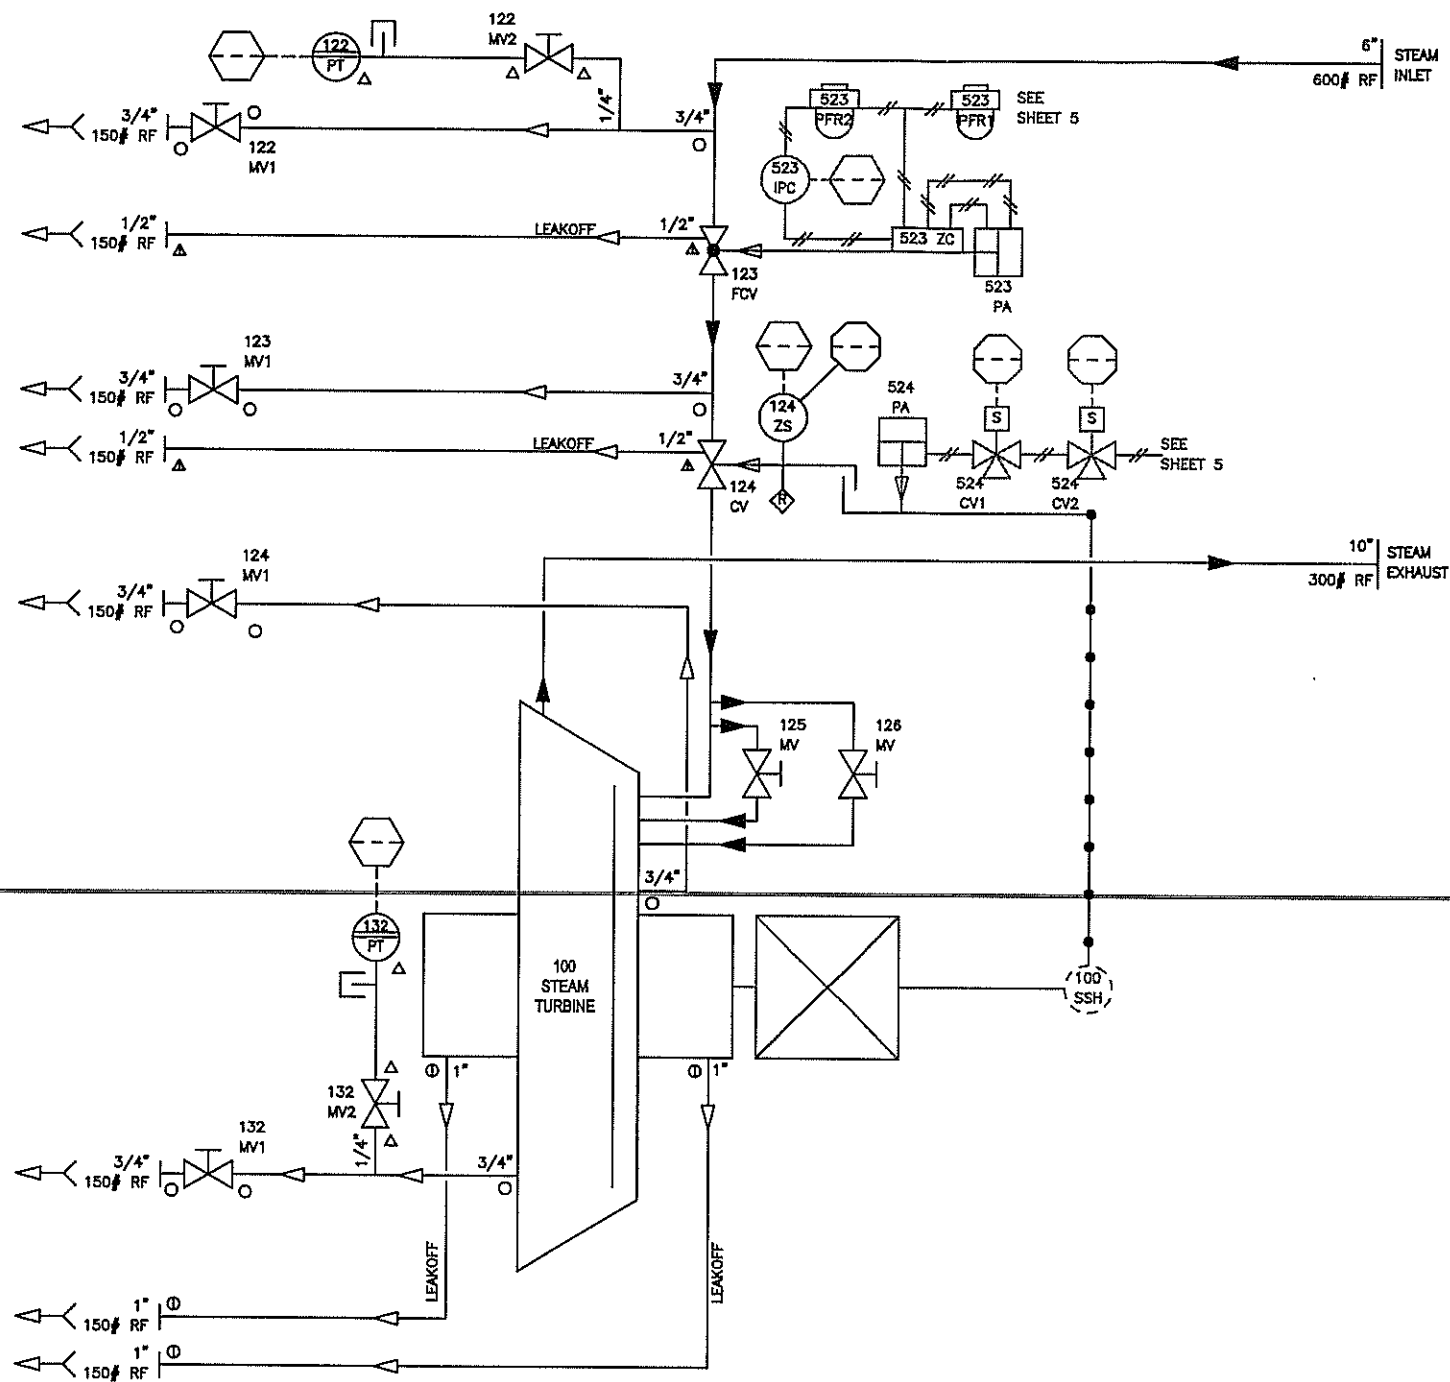 122
MV2
122
PT
6"
600# RF
STEAM
INLET
523
PFR2
523
PFR1
SEE
SHEET 5
3/4"
150# RF
122
MV1
1/4"
3/4"
523
IPC
1/2"
150# RF
LEAKOFF
1/2"
523 ZC
123
FCV
523
PA
123
MV1
3/4"
150# RF
3/4"
124
ZS
524
PA
S
S
1/2"
150# RF
LEAKOFF
1/2"
SEE
SHEET 5
124
CV
R
524
CV1
524
CV2
124
MV1
3/4"
150# RF
10"
300# RF
STEAM
EXHAUST
125
MV
126
MV
3/4"
132
PT
100
STEAM
TURBINE
100
SSH
1"
1"
132
MV2
132
MV1
1/4"
3/4"
150# RF
3/4"
LEAKOFF
LEAKOFF
1"
150# RF
1"
150# RF